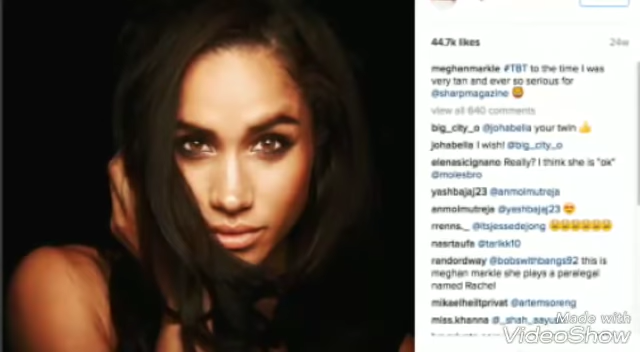 44.7k likes 24w
meghanmarkle #TBT to the time I was
very tan and ever so serious for
@sharpmagazine
view all 640 comments
big_city_o @johabella your twin
johabella I wish! @big_city_o
elenasicignano Really? I think she is "ok"
@molesbro
yashbajaj23 @anmolmutreja
anmolmutreja @yashbajaj23
rrenns._ @itsjessedejong
nasrtaufa @tarikk10
randordway @bobswithbangs92 this is
meghan markle she plays a paralegal
named Rachel
mikaelheiltprivat @artemsoreng
miss.khanna
Made with
VideoShow